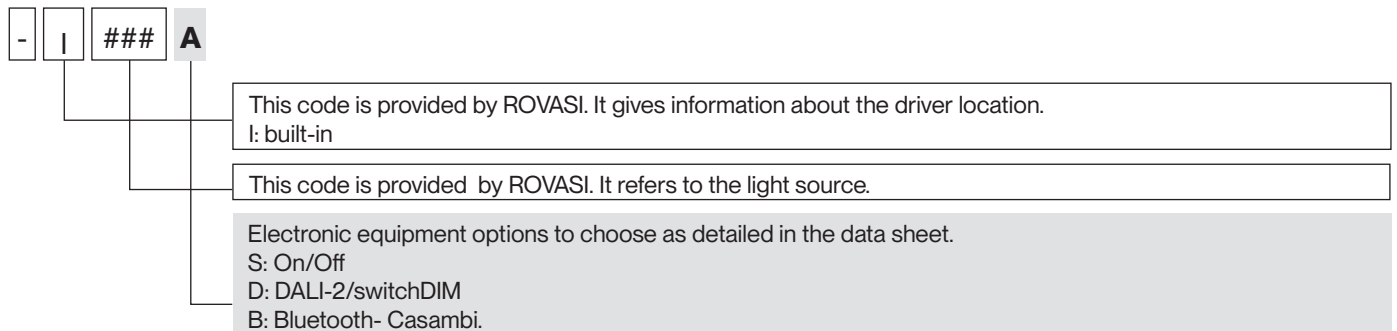 - I ### A
This code is provided by ROVASI. It gives information about the driver location.
I: built-in
This code is provided  by ROVASI. It refers to the light source.
Electronic equipment options to choose as detailed in the data sheet.
S: On/Off
D: DALI-2/switchDIM
B: Bluetooth- Casambi.